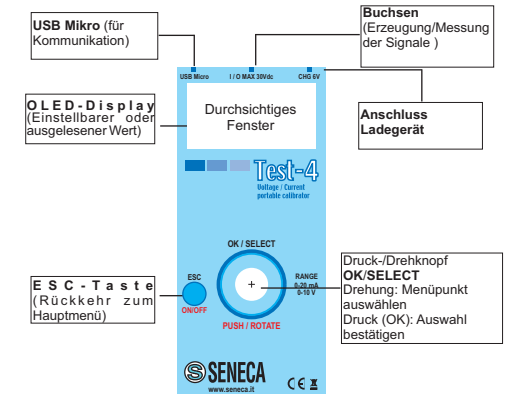 USB Mikro (für
Kommunikation)
Buchsen
(Erzeugung/Messung
der Signale )
USB Micro
I / O MAX 30Vdc
CHG 6V
OLED-Display
(Einstellbarer oder
ausgelesener Wert)
Durchsichtiges
Fenster
Anschluss
Ladegerät
Test-4
Voltage / Current
portable calibrator
OK / SELECT
ESC
ON/OFF
+
RANGE
0-20 mA
0-10 V
PUSH / ROTATE
ESC-Taste
(Rückkehr zum
Hauptmenü)
Druck-/Drehknopf
OK/SELECT
Drehung: Menüpunkt
auswählen
Druck (OK): Auswahl
bestätigen
S SENECA
www.seneca.it
CE